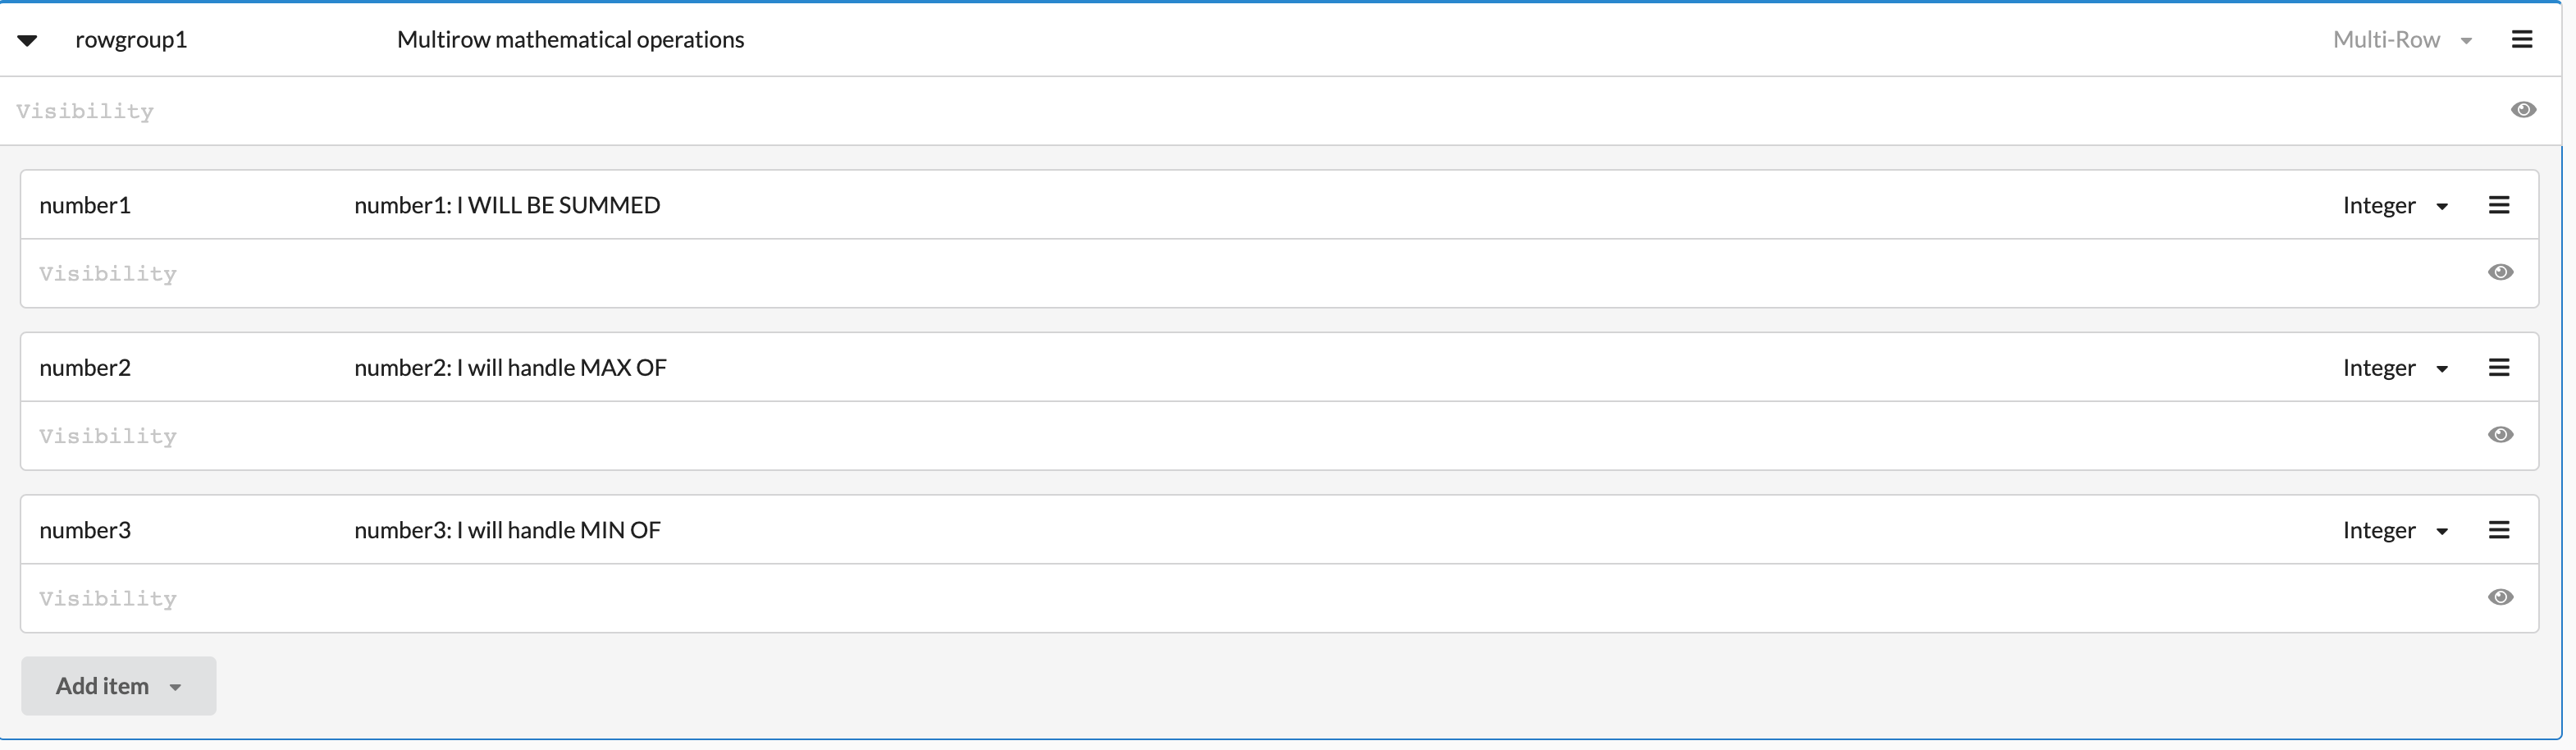 rowgroup1 Multirow mathematical operations Multi-Row
Visibility
number1 number1: I WILL BE SUMMED Integer
Visibility
number2 number2: I will handle MAX OF Integer
Visibility
number3 number3: I will handle MIN OF Integer
Visibility
Add item